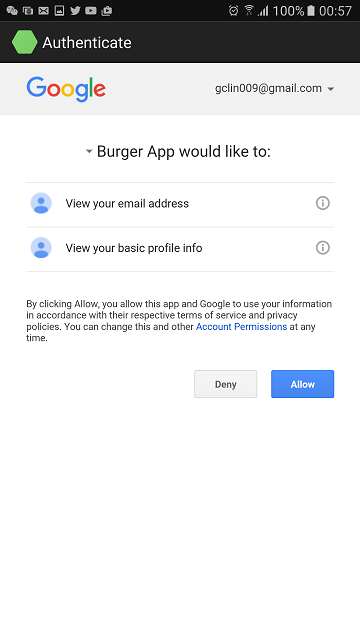 100% 00:57
Authenticate
Google gclin009@gmail.com
Burger App would like to:
View your email address
View your basic profile info
By clicking Allow, you allow this app and Google to use your information
in accordance with their respective terms of service and privacy
policies. You can change this and other Account Permissions at any
time.
Deny Allow